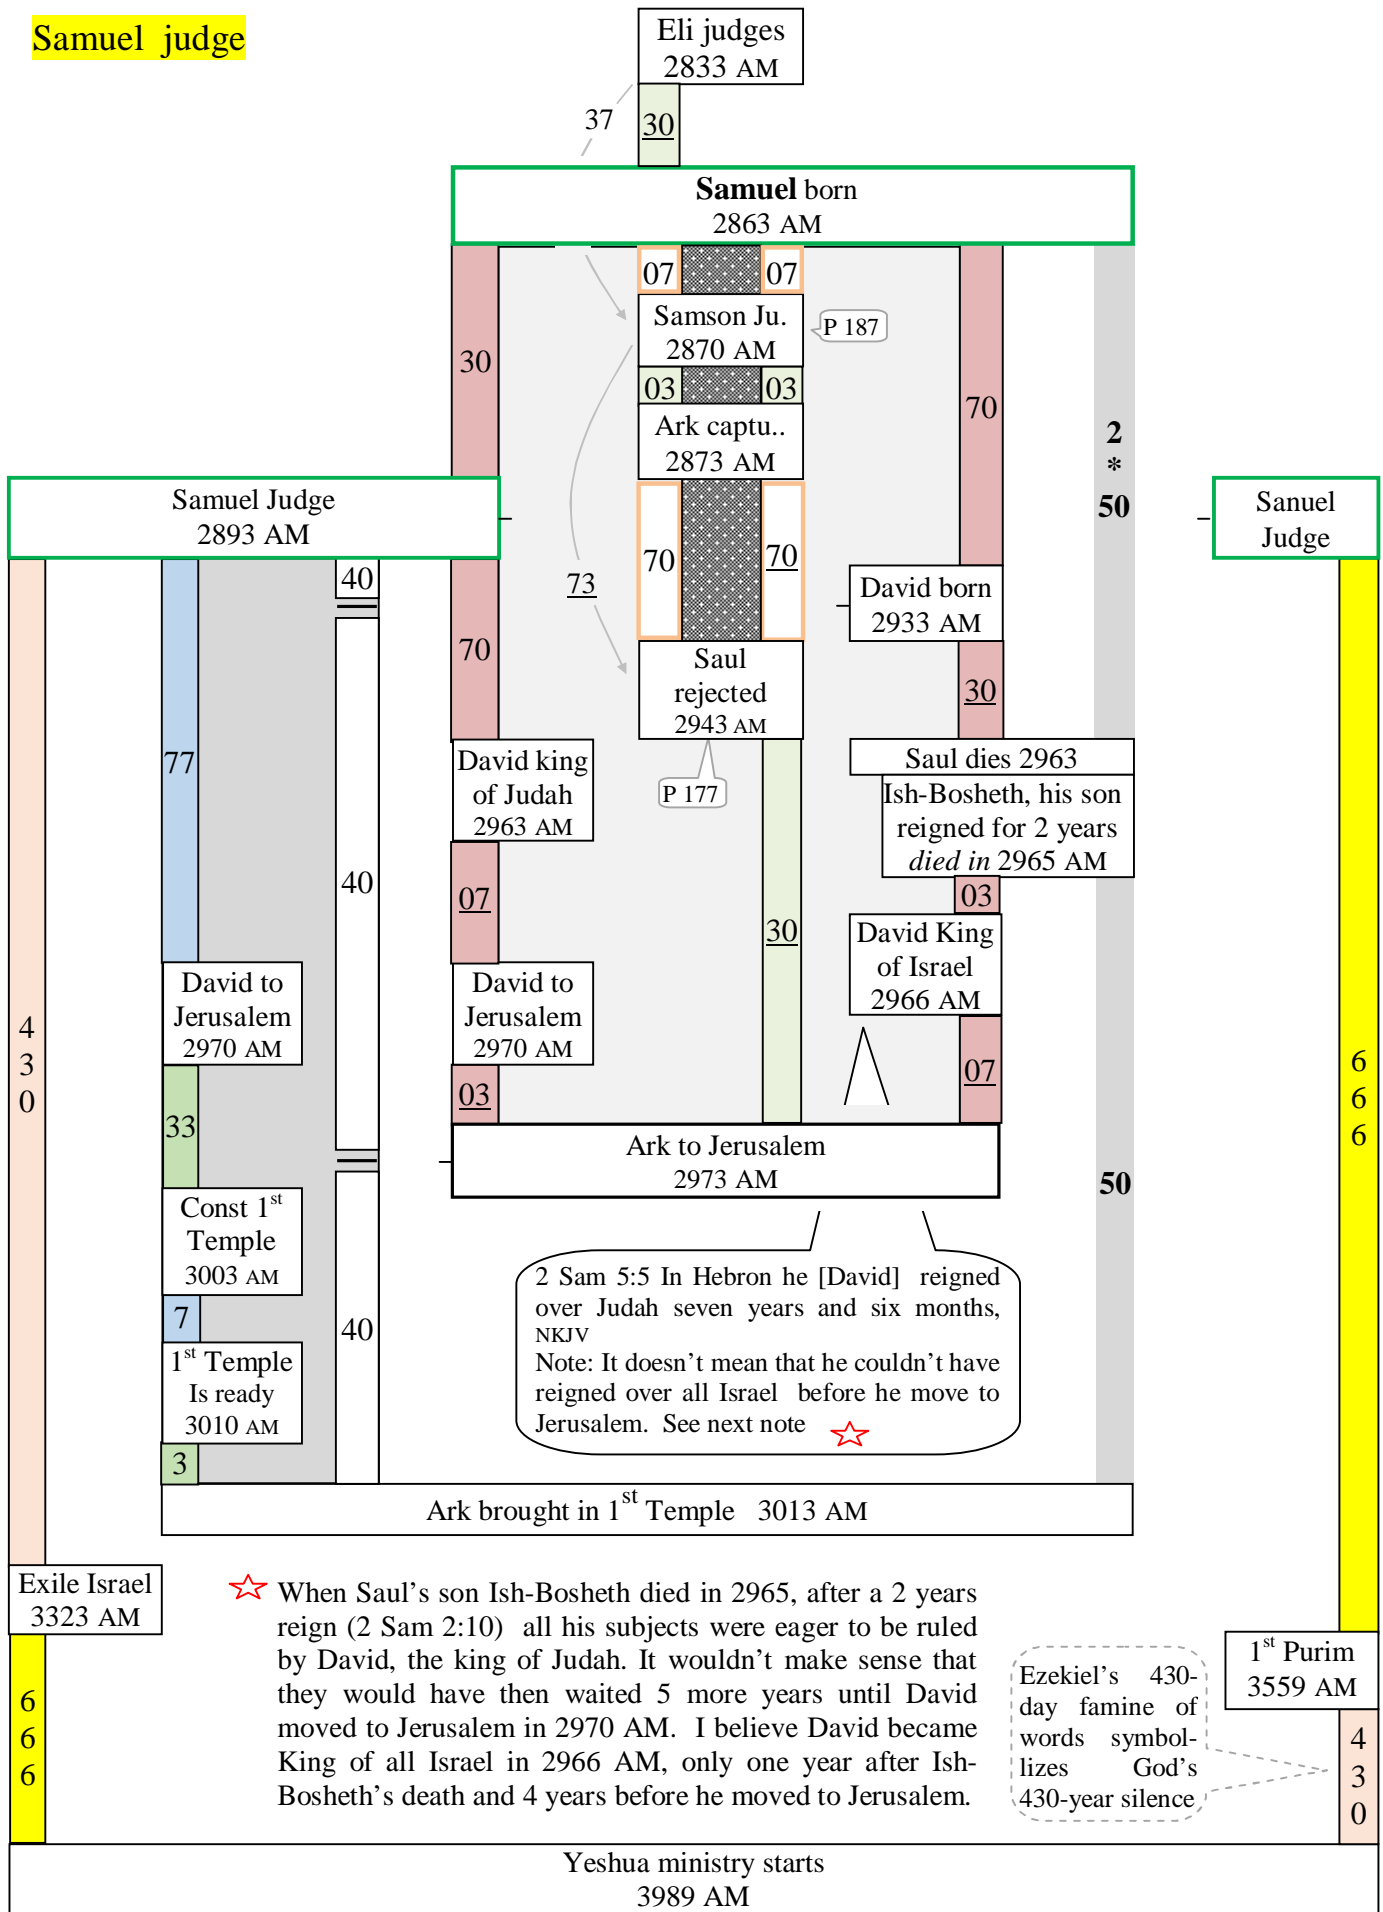 Samuel  judge
Eli judges
2833 AM
37
30
Samuel born
2863 AM
07
07
30
Samson Ju.
2870 AM
P 187
03
03
70
Ark captu..
2873 AM
2
*
50
Samuel Judge
2893 AM
Sanuel
Judge
40
70
70
73
David born
2933 AM
70
Saul
rejected
2943 AM
30
77
David king
of Judah
2963 AM
P 177
Saul dies 2963
Ish-Bosheth, his son
reigned for 2 years
died in 2965 AM
40
07
30
03
David King
of Israel
2966 AM
David to
Jerusalem
2970 AM
David to
Jerusalem
2970 AM
4
3
0
6
6
6
03
07
33
Ark to Jerusalem
2973 AM
50
Const 1st
Temple
3003 AM
7
40
1st Temple
Is ready
3010 AM
3
2 Sam 5:5 In Hebron he [David] reigned
over Judah seven years and six months,
NKJV
Note: It doesn’t mean that he couldn’t have
reigned over all Israel before he move to
Jerusalem. See next note
Ark brought in 1st Temple 3013 AM
Exile Israel
3323 AM
When Saul’s son Ish-Bosheth died in 2965, after a 2 years
reign (2 Sam 2:10) all his subjects were eager to be ruled
by David, the king of Judah. It wouldn’t make sense that
they would have then waited 5 more years until David
moved to Jerusalem in 2970 AM. I believe David became
King of all Israel in 2966 AM, only one year after Ish-
Bosheth’s death and 4 years before he moved to Jerusalem.
6
6
6
Ezekiel’s 430-
day famine of
words symbol-
lizes God’s
430-year silence
1st Purim
3559 AM
4
3
0
Yeshua ministry starts
3989 AM